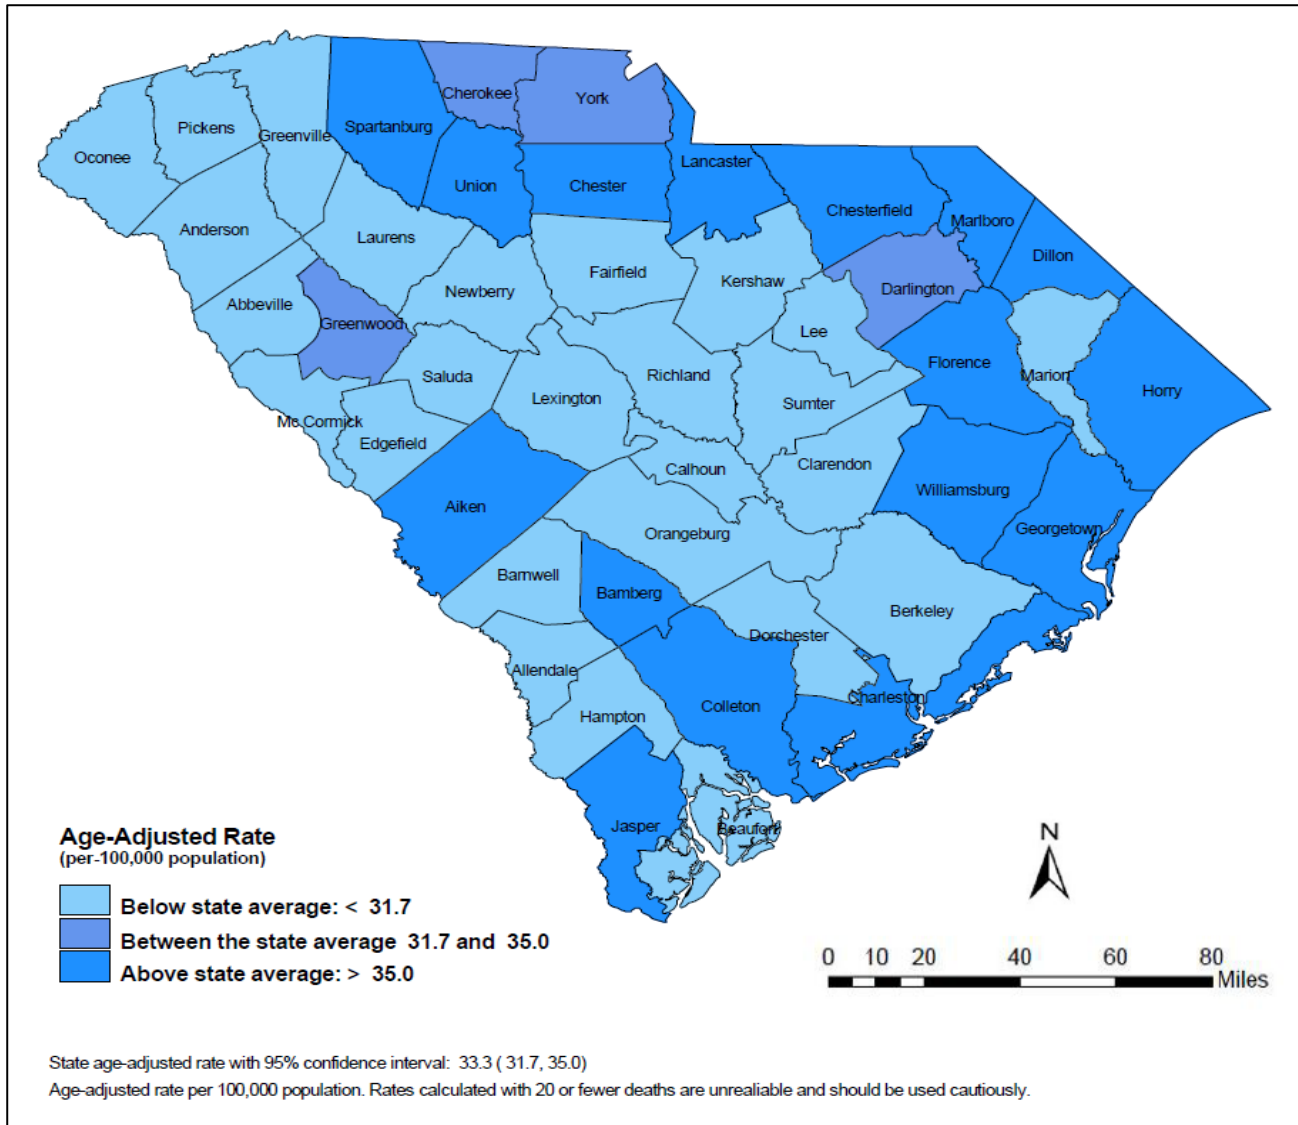 Cherokee
York
Pickens
Spartanburg
Greenville
Oconee
Lancaster
Union
Chester
Chesterfield
Marlboro
Anderson
Laurens
Dillon
Fairfield
Kershaw
Newberry
Darlington
Abbeville
Greenwood
Lee
Florence
Saluda
Richland
Marion
Horry
Lexington
Sumter
Mc Cormick
Edgefield
Clarendon
Calhoun
Williamsburg
Aiken
Georgetown
Orangeburg
Barnwell
Bamberg
Berkeley
Dorchester
Allendale
Charleston
Colleton
Hampton
Jasper
Beaufort
Age-Adjusted Rate
(per-100,000 population)
Below state average: < 31.7
Between the state average 31.7 and 35.0
Above state average: > 35.0
N
0 10 20 40 60 80
Miles
State age-adjusted rate with 95% confidence interval: 33.3 ( 31.7, 35.0)
Age-adjusted rate per 100,000 population. Rates calculated with 20 or fewer deaths are unrealiable and should be used cautiously.